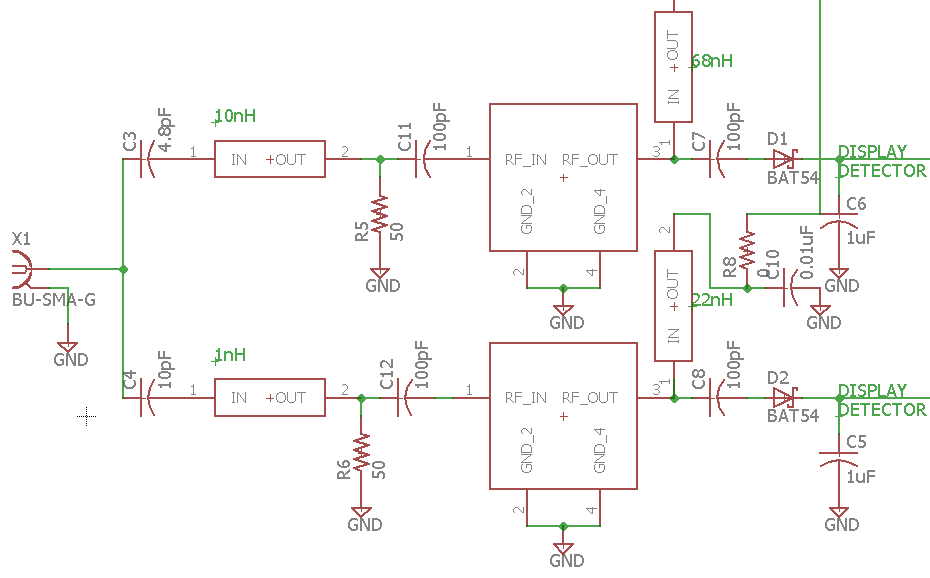 +OUT
IN
68nH
1
C3
4.8pF
10nH
1
IN +OUT
2
C11
100pF
1
RF_IN RF_OUT
GND_2 GND_4
3
2 4
GND
C7
100pF
D1
BAT54
DISPLAY
DETECTOR
R5
50
GND
C6
1uF
GND
X1
BU-SMA-G
GND
2
+OUT
IN
22nH
1
R8
0
C10
0.01uF
GND
C4
10pF
1nH
1
IN +OUT
2
C12
100pF
1
RF_IN RF_OUT
GND_2 GND_4
3
2 4
GND
C8
100pF
D2
BAT54
DISPLAY
DETECTOR
R6
50
GND
C5
1uF
GND